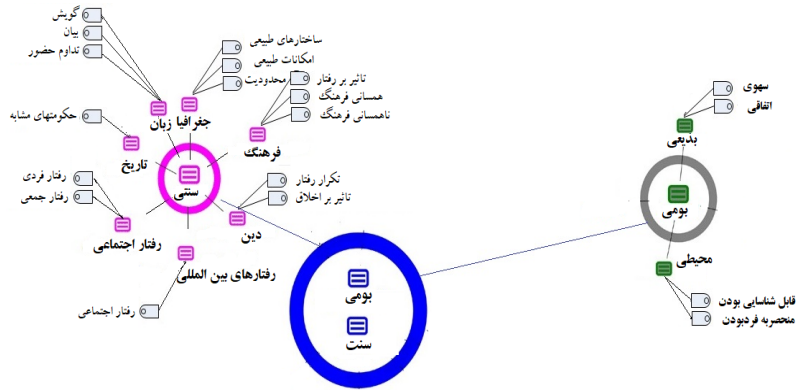 گویش
بیان
تداوم حضور
ساختارهای طبیعی
امکانات طبیعی
محدودیت
زبان
جغرافیا
تاثیر بر رفتار
همسانی فرهنگ
ناهمسانی فرهنگ
فرهنگ
حکومتهای مشابه
تاریخ
سنتی
رفتار فردی
رفتار جمعی
رفتار اجتماعی
تکرار رفتار
تاثیر بر اخلاق
دین
رفتارهای بین المللی
رفتار اجتماعی
بومی
سنت
سهوی
اتفاقی
بدیعی
بومی
محیطی
قابل شناسایی بودن
منحصربه فردبودن